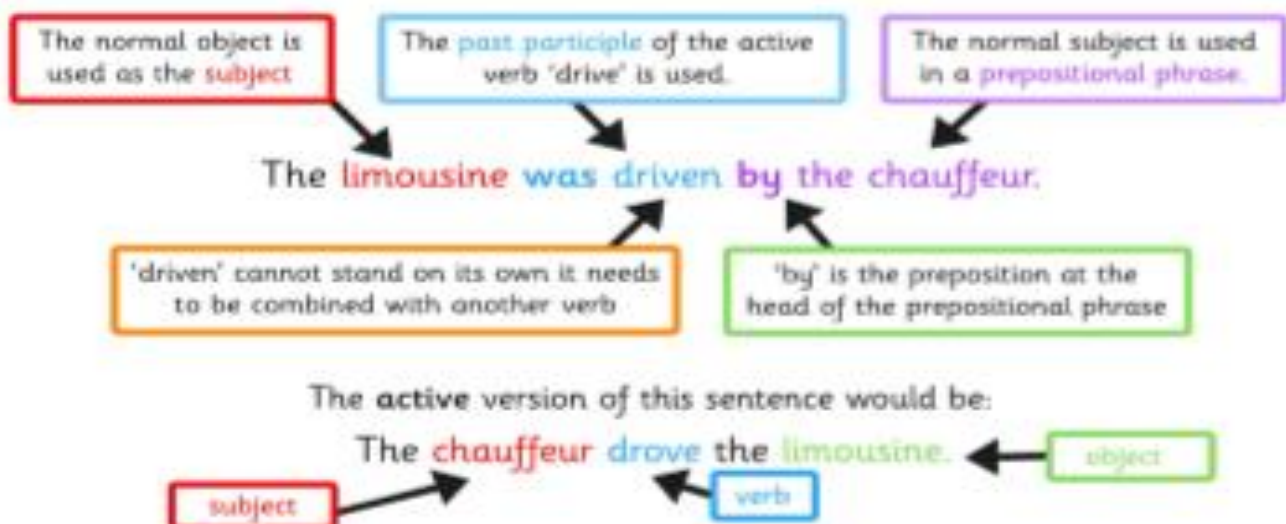 The normal object is
used as the subject
The past participle of the active
verb 'drive' is used.
The normal subject is used
in a prepositional phrase.
The limousine was driven by the chauffeur.
'driven' cannot stand on its own it needs
to be combined with another verb
'by' is the preposition at the
head of the prepositional phrase
The active version of this sentence would be:
The chauffeur drove the limousine.
object
subject
verb